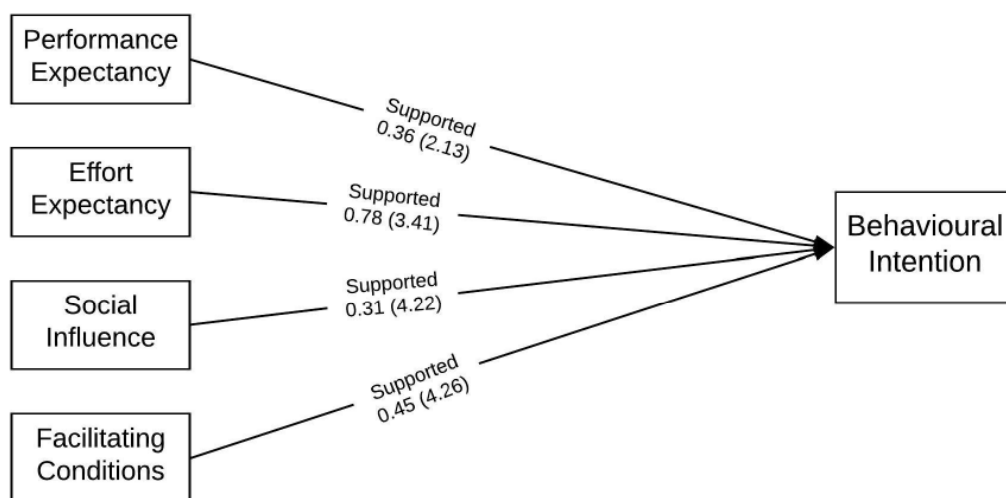 Performance
Expectancy
Supported
0.36 (2.13)
Effort
Expectancy
Supported
0.78 (3.41)
Behavioural
Intention
Social
Influence
Supported
0.31 (4.22)
Facilitating
Conditions
Supported
0.45 (4.26)